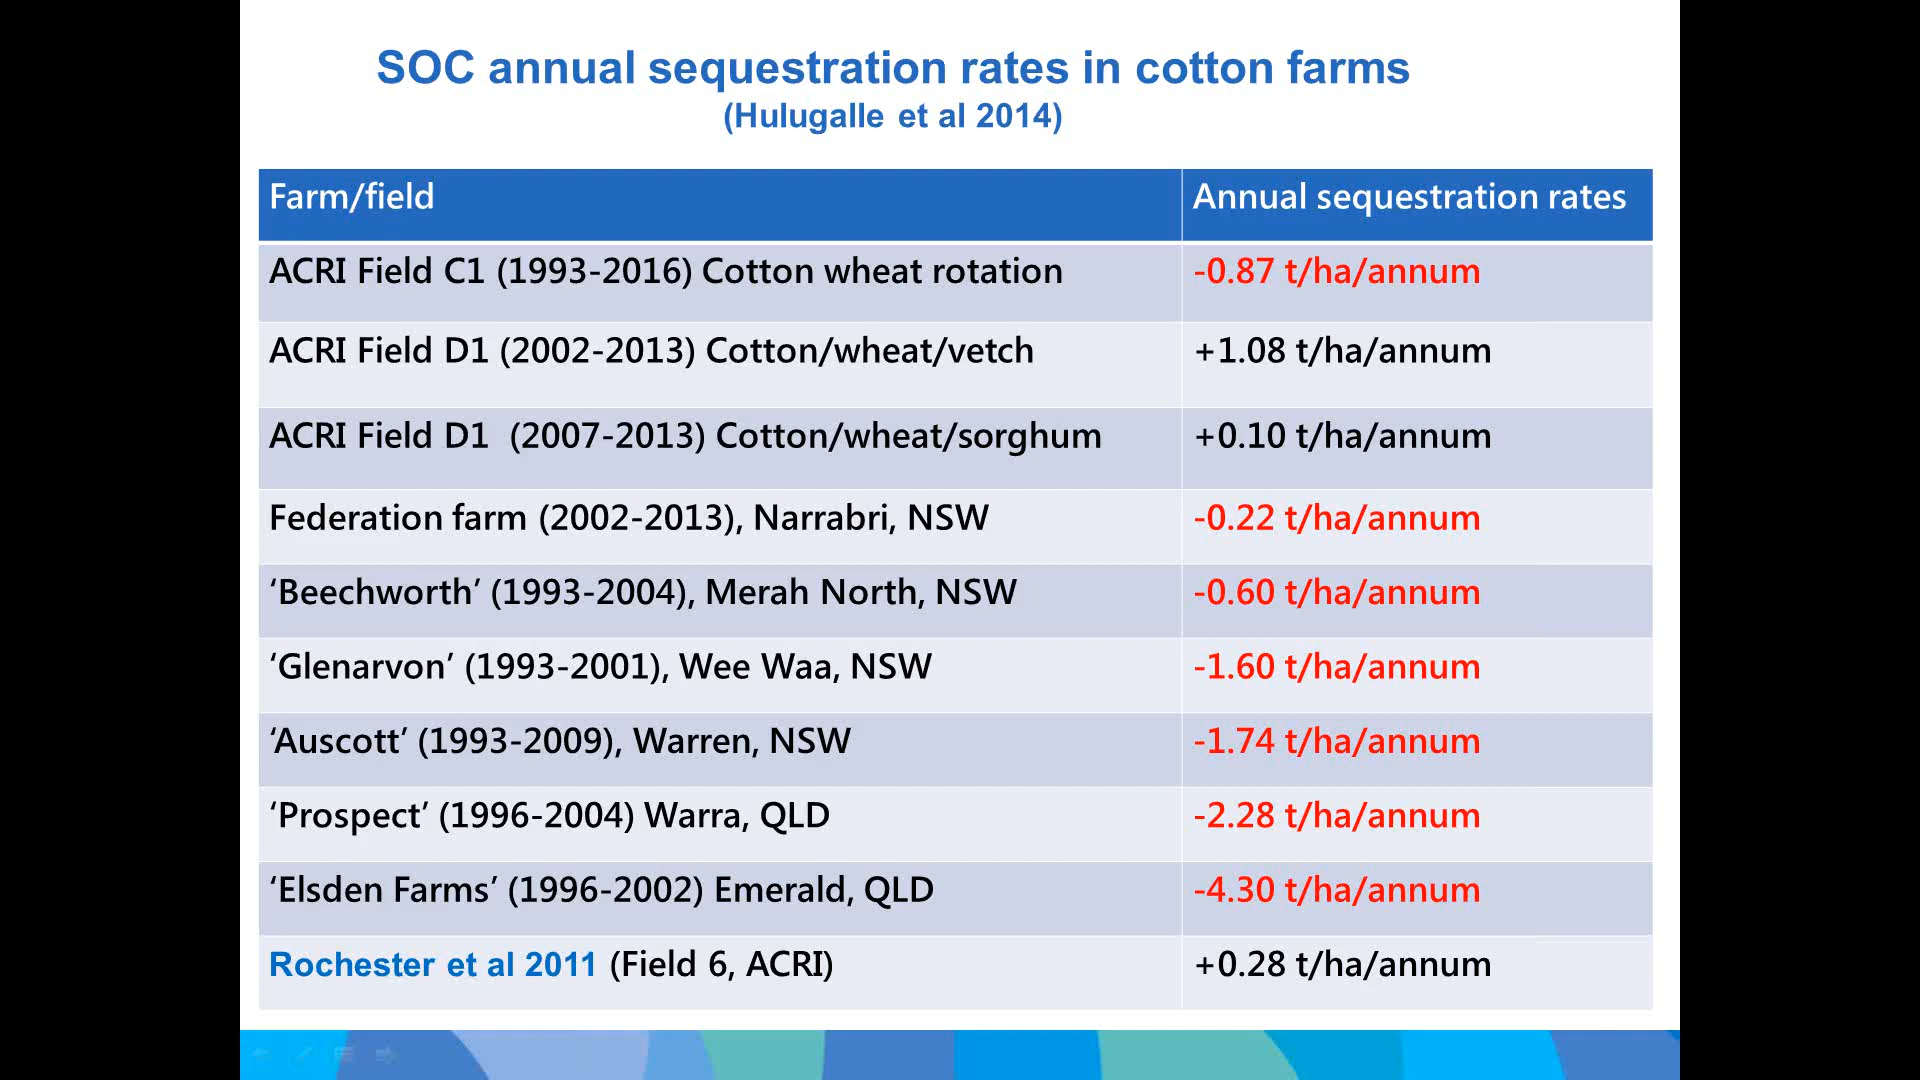 SOC annual sequestration rates in cotton farms
(Hulugalle et al 2014)
Farm/field
Annual sequestration rates
ACRI Field C1 (1993-2016) Cotton wheat rotation
-0.87 t/ha/annum
ACRI Field D1 (2002-2013) Cotton/wheat/vetch
+1.08 t/ha/annum
ACRI Field D1  (2007-2013) Cotton/wheat/sorghum
+0.10 t/ha/annum
Federation farm (2002-2013), Narrabri, NSW
-0.22 t/ha/annum
‘Beechworth’ (1993-2004), Merah North, NSW
-0.60 t/ha/annum
‘Glenarvon’ (1993-2001), Wee Waa, NSW
-1.60 t/ha/annum
‘Auscott’ (1993-2009), Warren, NSW
-1.74 t/ha/annum
‘Prospect’ (1996-2004) Warra, QLD
-2.28 t/ha/annum
‘Elsden Farms’ (1996-2002) Emerald, QLD
-4.30 t/ha/annum
Rochester et al 2011 (Field 6, ACRI)
+0.28 t/ha/annum